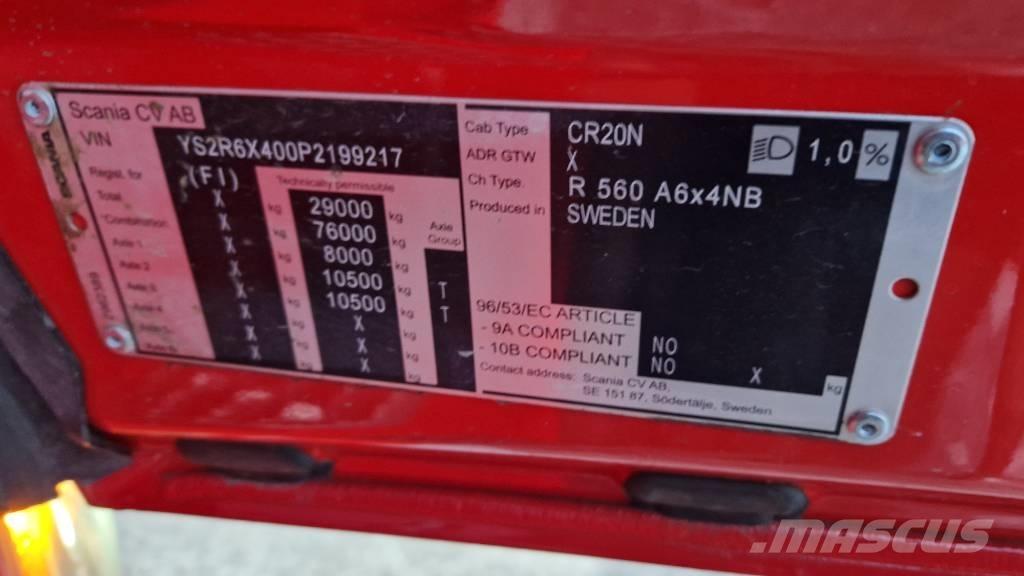 Scania CV AB
VIN YS2R6X400P2199217
Regist. for (FI) Technically permissible
Total X kg 29000 kg
*Combination X kg 76000 kg Axle Group
Axle 1 X kg 8000 kg
Axle 2 X kg 10500 kg T
Axle 3 X kg 10500 kg T
Axle 4 X kg X kg
X kg X kg
X kg X kg
SCANIA
Cab Type CR20N 1,0 %
ADR GTW X
Ch Type. R 560 A6x4NB
Produced in SWEDEN
96/53/EC ARTICLE
- 9A COMPLIANT NO
- 10B COMPLIANT NO X kg
Contact address: Scania CV AB,
SE 151 87, Södertälje, Sweden
MASCUS